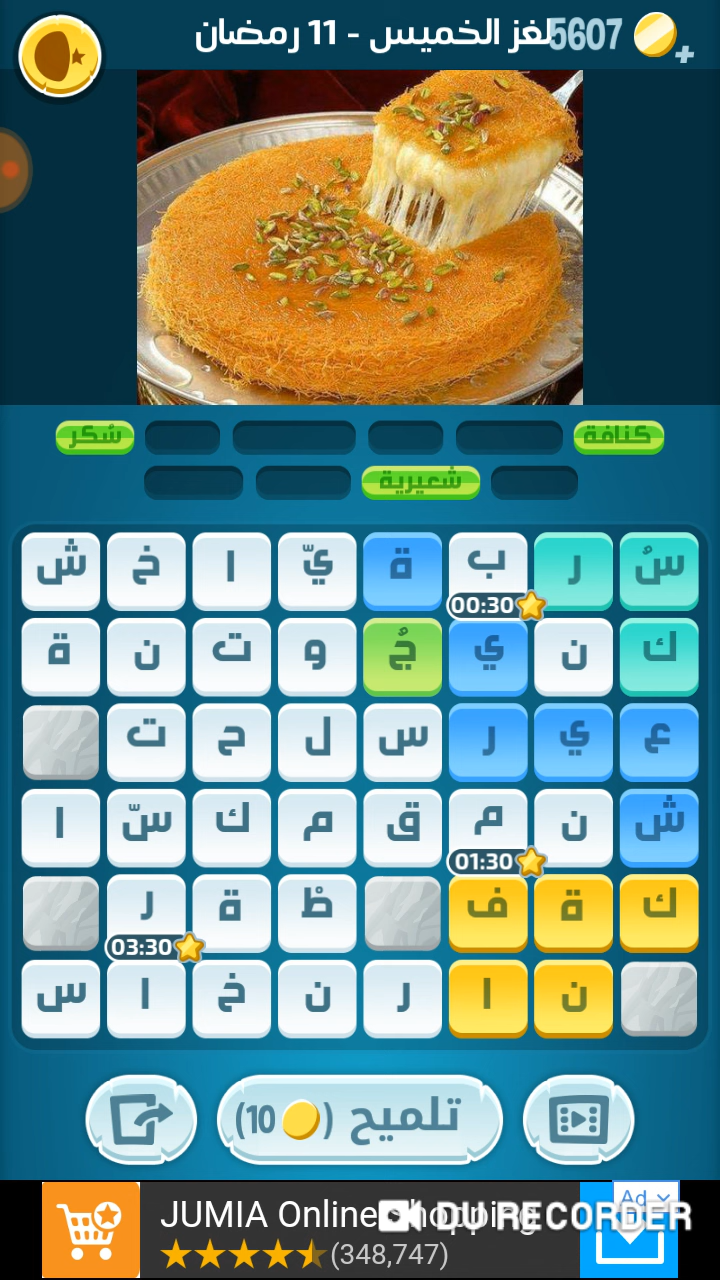 لغز الخميس - 11 رمضان 5607
كنافة سُكر
شعيرية
سُ ر ب ة يّ ا خ ش
ك ن ي جُ و ت ن ة
ع ي ر س ل ح ت
ش ن م ق م ك سّ ا
ك ة ف ظْ ة ر
ن ا ر ن خ ا س
00:30
01:30
03:30
تلميح (10)
JUMIA Online Shopping
(348,747)
Ad
DU RECORDER